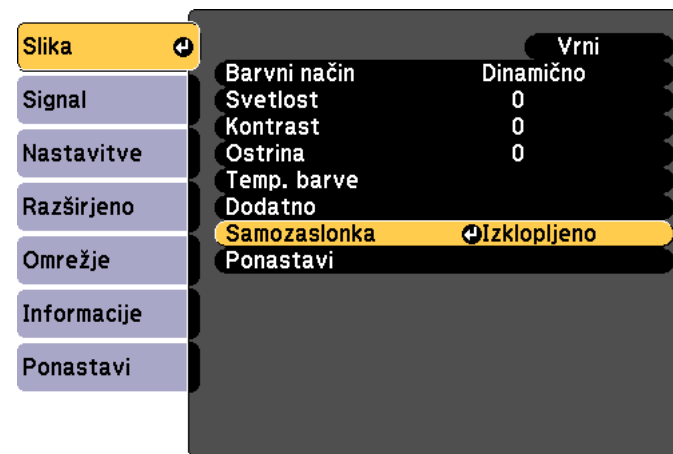 Slika
Signal
Nastavitve
Razširjeno
Omrežje
Informacije
Ponastavi
Vrni
Barvni način Dinamično
Svetlost 0
Kontrast 0
Ostrina 0
Temp. barve
Dodatno
Samozaslonka Izklopljeno
Ponastavi